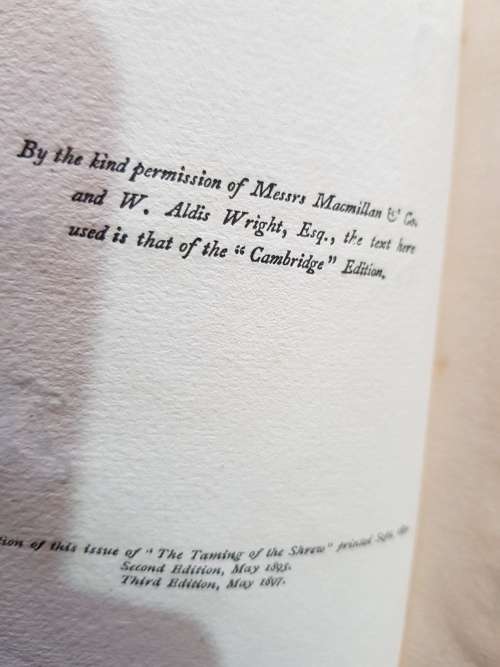 By the kind permission of Messrs Macmillan & Co.
and W. Aldis Wright, Esq., the text here
used is that of the “Cambridge” Edition.
of this issue of “The Taming of the Shrew” printed
Second Edition, May 1895.
Third Edition, May 1897.